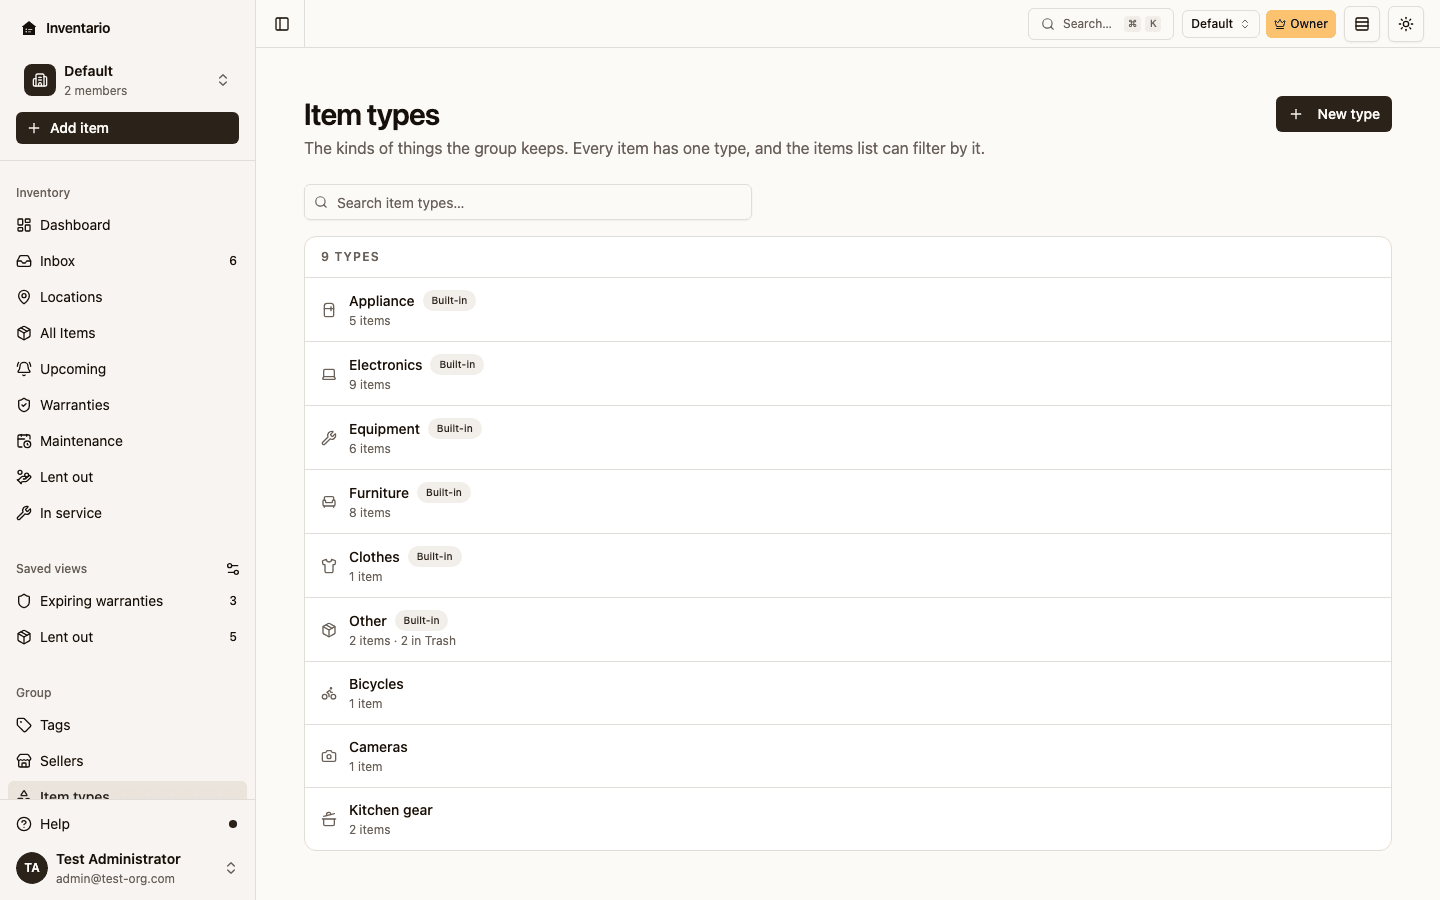 Inventario
Default
2 members
Add item
Inventory
Dashboard
Inbox 6
Locations
All Items
Upcoming
Warranties
Maintenance
Lent out
In service
Saved views
Expiring warranties 3
Lent out 5
Group
Tags
Sellers
Item types
Help
TA
Test Administrator
admin@test-org.com
Search... ⌘ K
Default
Owner
Item types
New type
The kinds of things the group keeps. Every item has one type, and the items list can filter by it.
Search item types...
9 TYPES
Appliance Built-in
5 items
Electronics Built-in
9 items
Equipment Built-in
6 items
Furniture Built-in
8 items
Clothes Built-in
1 item
Other Built-in
2 items · 2 in Trash
Bicycles
1 item
Cameras
1 item
Kitchen gear
2 items